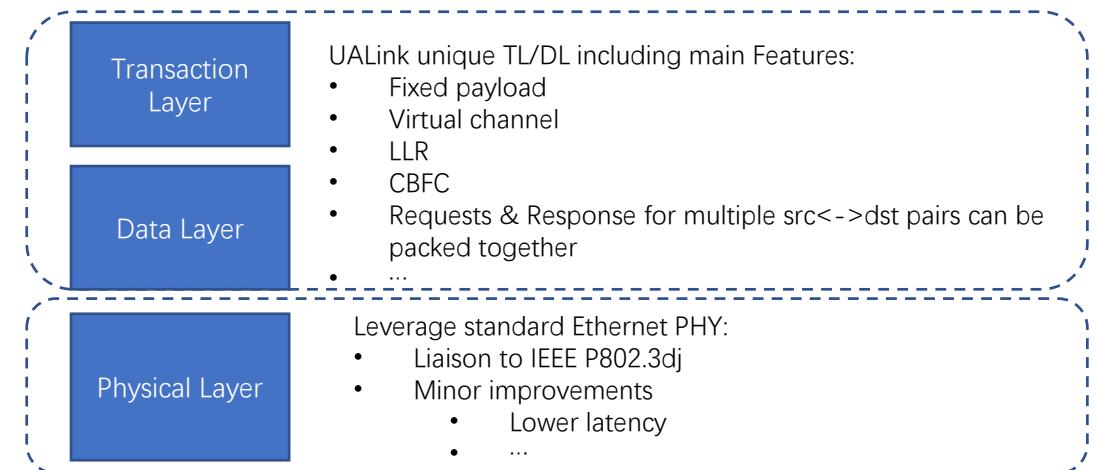 Transaction
Layer
UALink unique TL/DL including main Features:
• Fixed payload
• Virtual channel
• LLR
• CBFC
• Requests & Response for multiple src<->dst pairs can be
packed together
• ...
Data Layer
Physical Layer
Leverage standard Ethernet PHY:
• Liaison to IEEE P802.3dj
• Minor improvements
• Lower latency
• ...